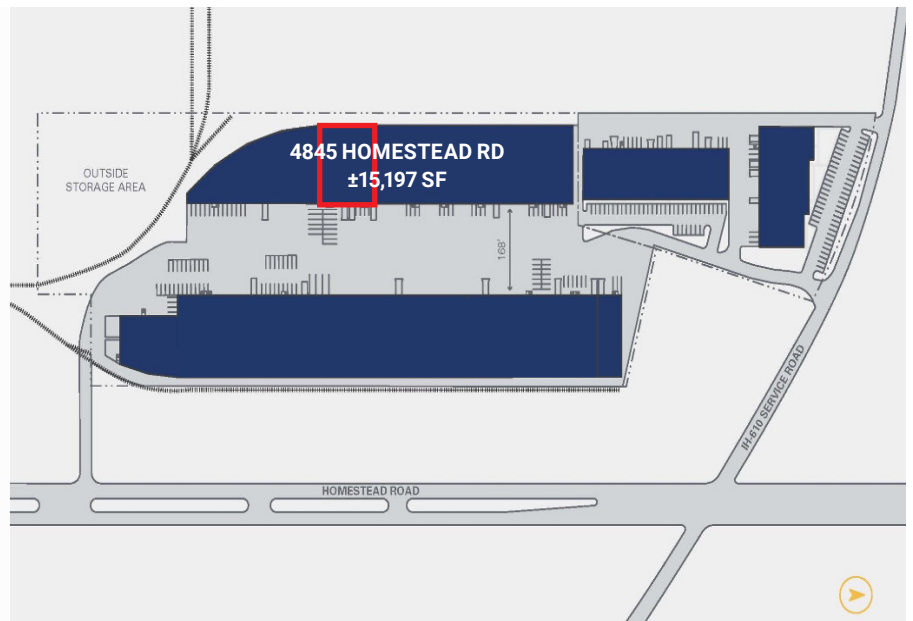 OUTSIDE
STORAGE AREA
4845 HOMESTEAD RD
±15,197 SF
168'
IH-610 SERVICE ROAD
HOMESTEAD ROAD